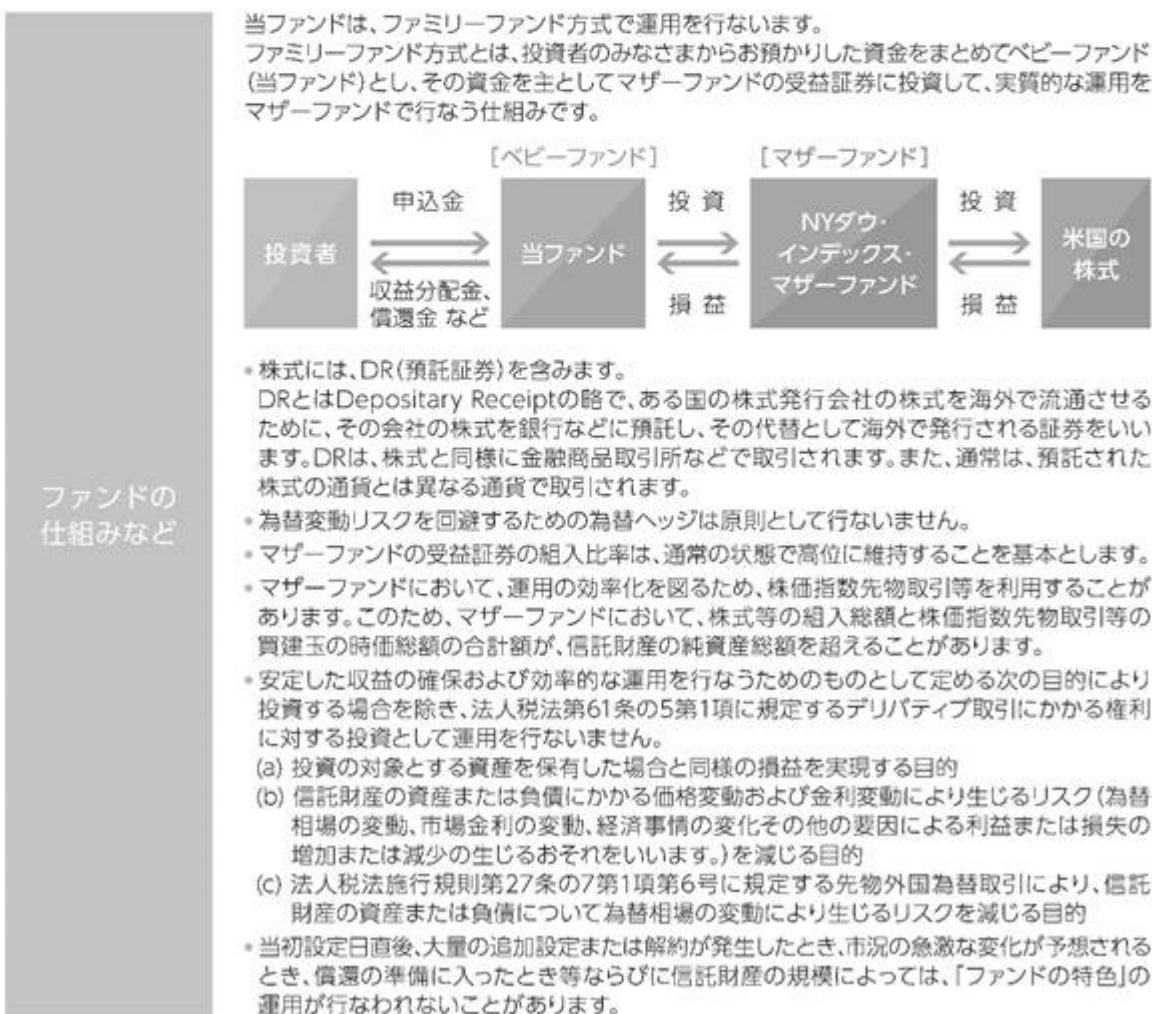 当ファンドは、ファミリーファンド方式で運用を行ないます。
ファミリーファンド方式とは、投資者のみなさまからお預かりした資金をまとめてベビーファンド
(当ファンド)とし、その資金を主としてマザーファンドの受益証券に投資して、実質的な運用を
マザーファンドで行なう仕組みです。
[ベビーファンド]
[マザーファンド]
投資者
申込金
収益分配金、
償還金 など
当ファンド
投 資
損 益
NYダウ・
インデックス・
マザーファンド
投 資
損 益
米国の
株式
ファンドの
仕組みなど
• 株式には、DR(預託証券)を含みます。
DRとはDepositary Receiptの略で、ある国の株式発行会社の株式を海外で流通させる
ために、その会社の株式を銀行などに預託し、その代替として海外で発行される証券をいい
ます。DRは、株式と同様に金融商品取引所などで取引されます。また、通常は、預託された
株式の通貨とは異なる通貨で取引されます。
• 為替変動リスクを回避するための為替ヘッジは原則として行ないません。
• マザーファンドの受益証券の組入比率は、通常の状態で高位に維持することを基本とします。
• マザーファンドにおいて、運用の効率化を図るため、株価指数先物取引等を利用することが
あります。このため、マザーファンドにおいて、株式等の組入総額と株価指数先物取引等の
買建玉の時価総額の合計額が、信託財産の純資産総額を超えることがあります。
• 安定した収益の確保および効率的な運用を行なうためのものとして定める次の目的により
投資する場合を除き、法人税法第61条の5第1項に規定するデリバティブ取引にかかる権利
に対する投資として運用を行ないません。
(a) 投資の対象とする資産を保有した場合と同様の損益を実現する目的
(b) 信託財産の資産または負債にかかる価格変動および金利変動により生じるリスク(為替
相場の変動、市場金利の変動、経済事情の変化その他の要因による利益または損失の
増加または減少の生じるおそれをいいます。)を減じる目的
(c) 法人税法施行規則第27条の7第1項第6号に規定する先物外国為替取引により、信託
財産の資産または負債について為替相場の変動により生じるリスクを減じる目的
• 当初設定日直後、大量の追加設定または解約が発生したとき、市況の急激な変化が予想される
とき、償還の準備に入ったとき等ならびに信託財産の規模によっては、「ファンドの特色」の
運用が行なわれないことがあります。